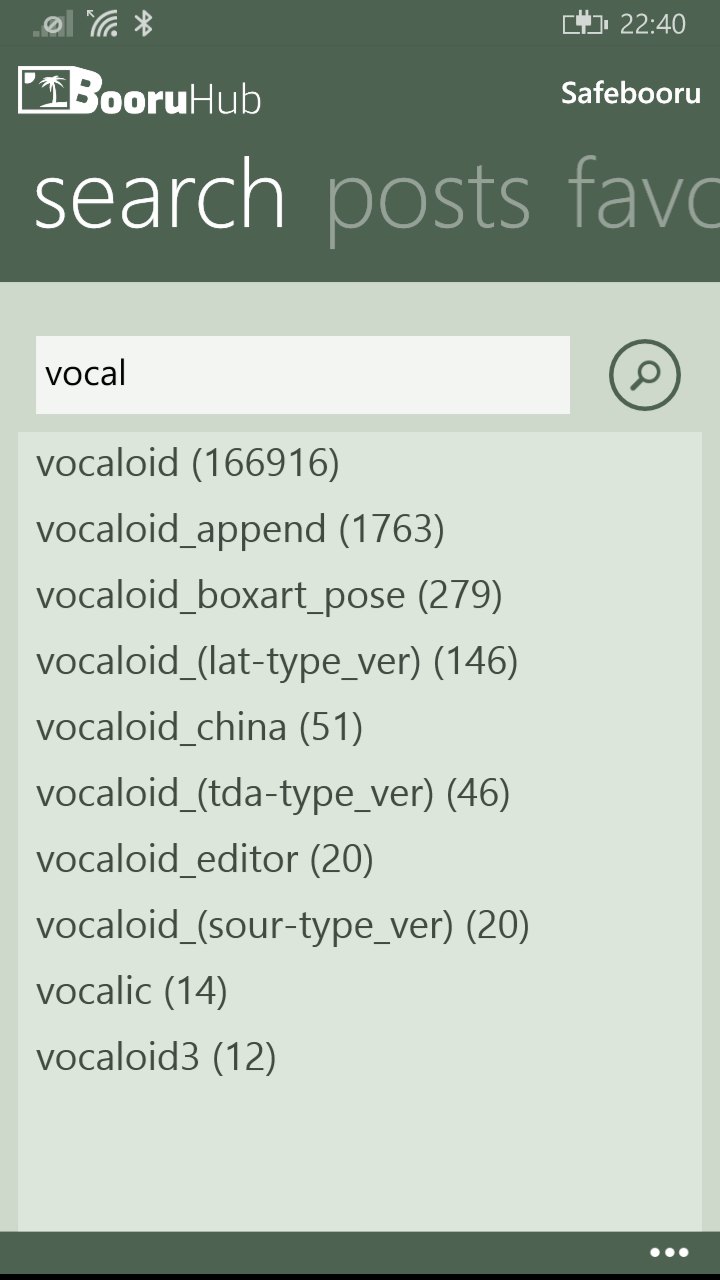 22:40
BooruHub
Safebooru
search posts favo
vocal
vocaloid (166916)
vocaloid_append (1763)
vocaloid_boxart_pose (279)
vocaloid_(lat-type_ver) (146)
vocaloid_china (51)
vocaloid_(tda-type_ver) (46)
vocaloid_editor (20)
vocaloid_(sour-type_ver) (20)
vocalic (14)
vocaloid3 (12)